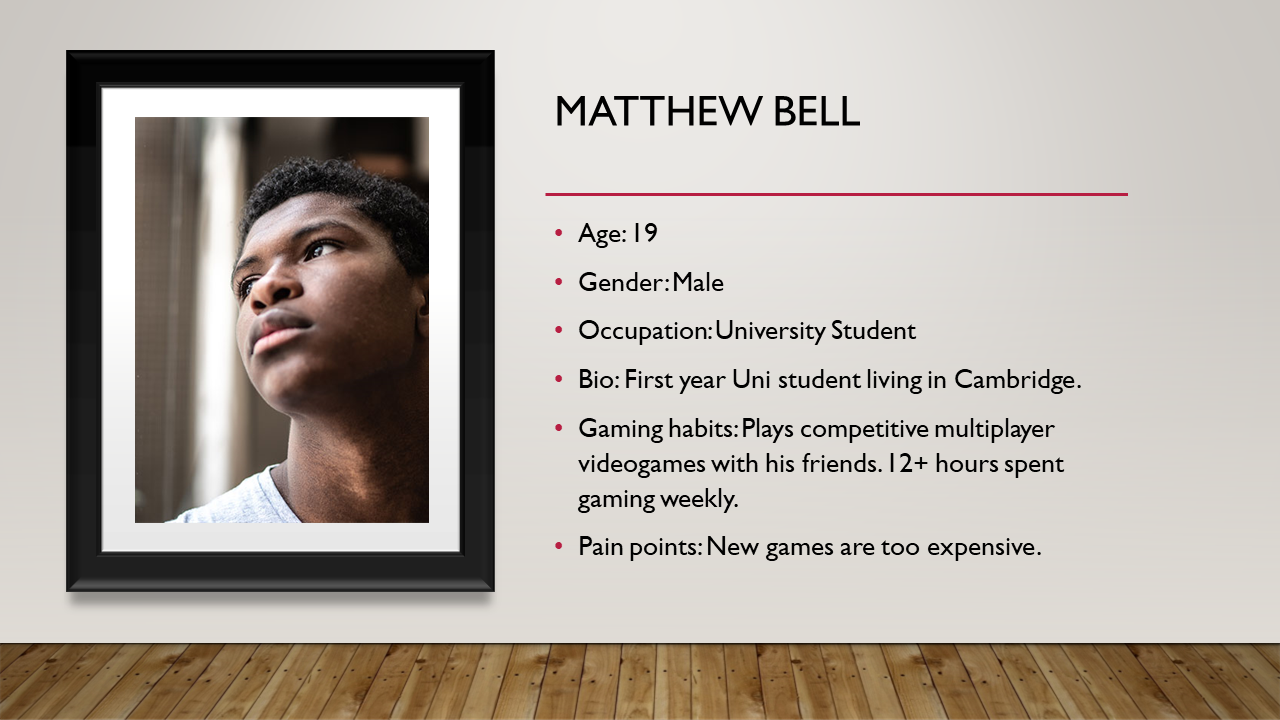 MATTHEW BELL
• Age: 19
• Gender: Male
• Occupation: University Student
• Bio: First year Uni student living in Cambridge.
• Gaming habits: Plays competitive multiplayer
videogames with his friends. 12+ hours spent
gaming weekly.
• Pain points: New games are too expensive.